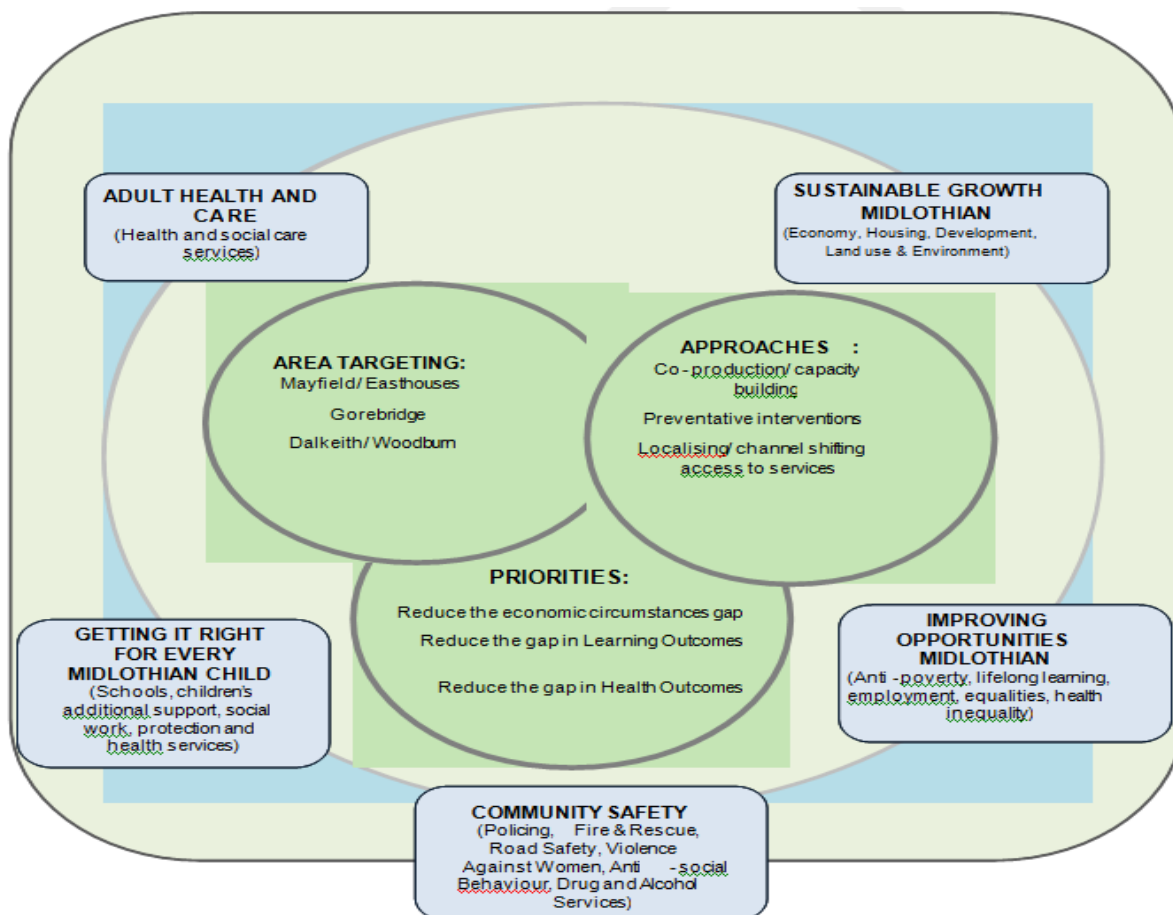 ADULT HEALTH AND
CARE
(Health and social care
services)
SUSTAINABLE GROWTH
MIDLOTHIAN
(Economy, Housing, Development,
Land use & Environment)
AREA TARGETING:
Mayfield/ Easthouses
Gorebridge
Dalkeith/ Woodburn
APPROACHES :
Co-production/ capacity
building
Preventative interventions
Localising/ channel shifting
access to services
PRIORITIES:
Reduce the economic circumstances gap
Reduce the gap in Learning Outcomes
Reduce the gap in Health Outcomes
GETTING IT RIGHT
FOR EVERY
MIDLOTHIAN CHILD
(Schools, children's
additional support, social
work, protection and
health services)
IMPROVING
OPPORTUNITIES
MIDLOTHIAN
(Anti -poverty, lifelong learning,
employment, equalities, health
inequality)
COMMUNITY SAFETY
(Policing, Fire & Rescue,
Road Safety, Violence
Against Women, Anti -social
Behaviour, Drug and Alcohol
Services)